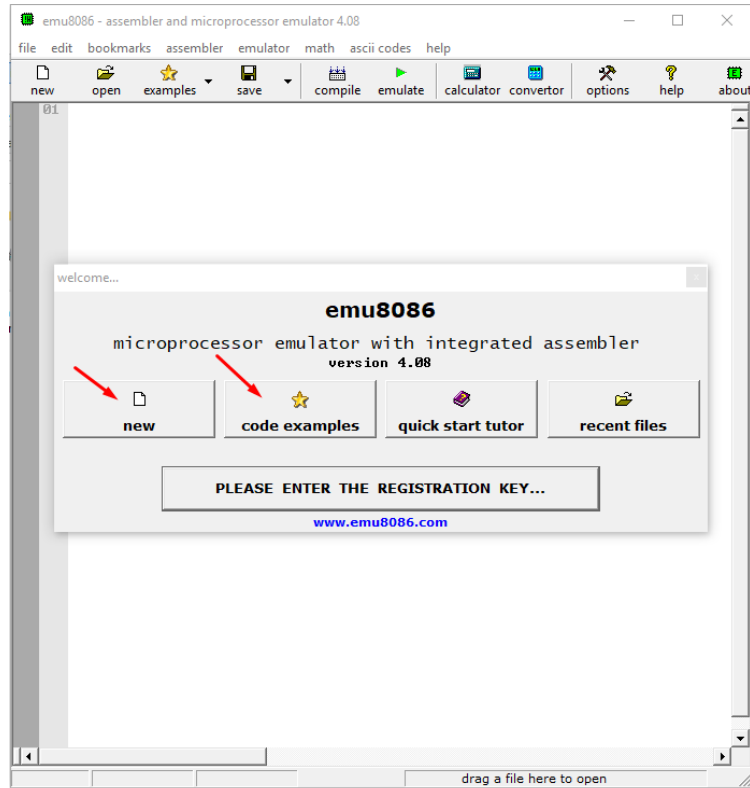 emu8086 - assembler and microprocessor emulator 4.08
file edit bookmarks assembler emulator math ascii codes help
new open examples save compile emulate calculator convertor options help about
01
welcome...
emu8086
microprocessor emulator with integrated assembler
version 4.08
new code examples quick start tutor recent files
PLEASE ENTER THE REGISTRATION KEY...
www.emu8086.com
drag a file here to open